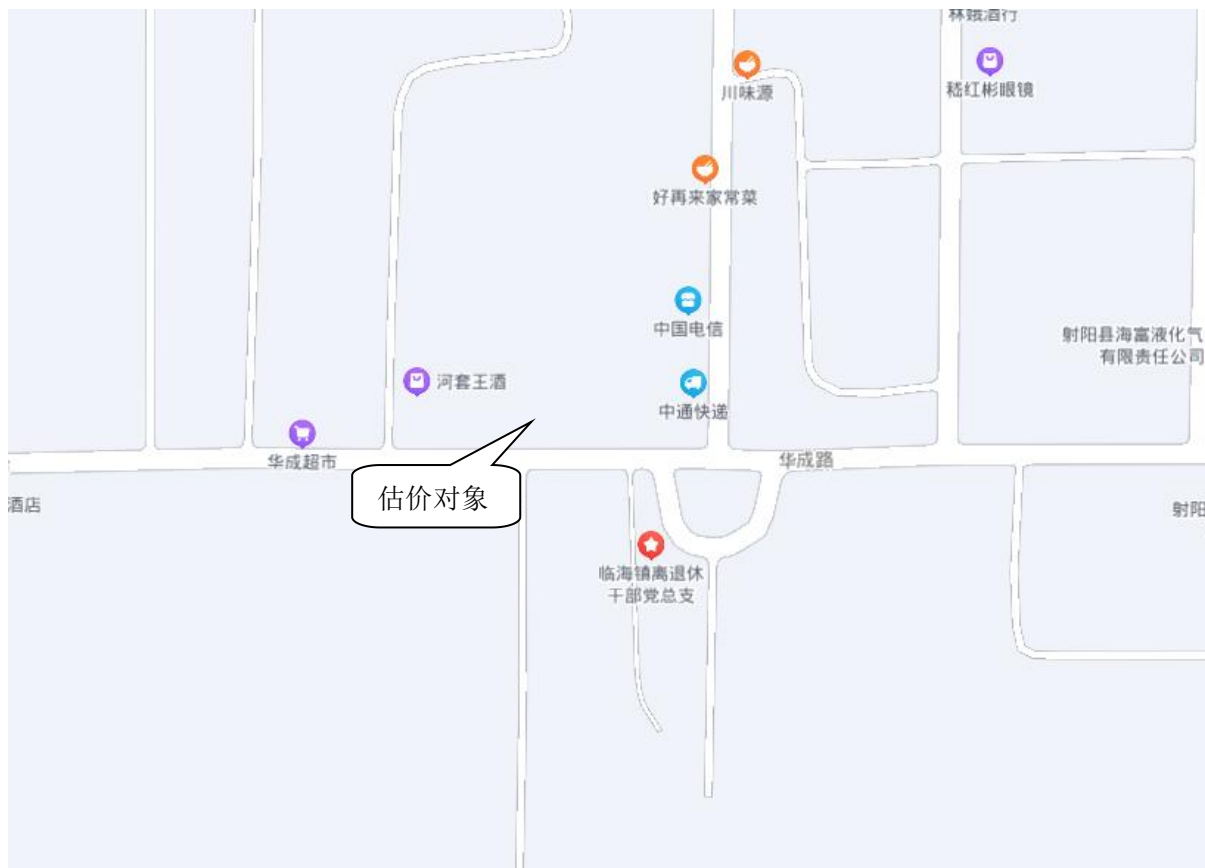 林娥酒行
川味源
嵇红彬眼镜
好再来家常菜
中国电信
射阳县海富液化气
有限责任公司
河套王酒
中通快递
华成超市
华成路
估价对象
酒店
射阳
临海镇离退休
干部党总支